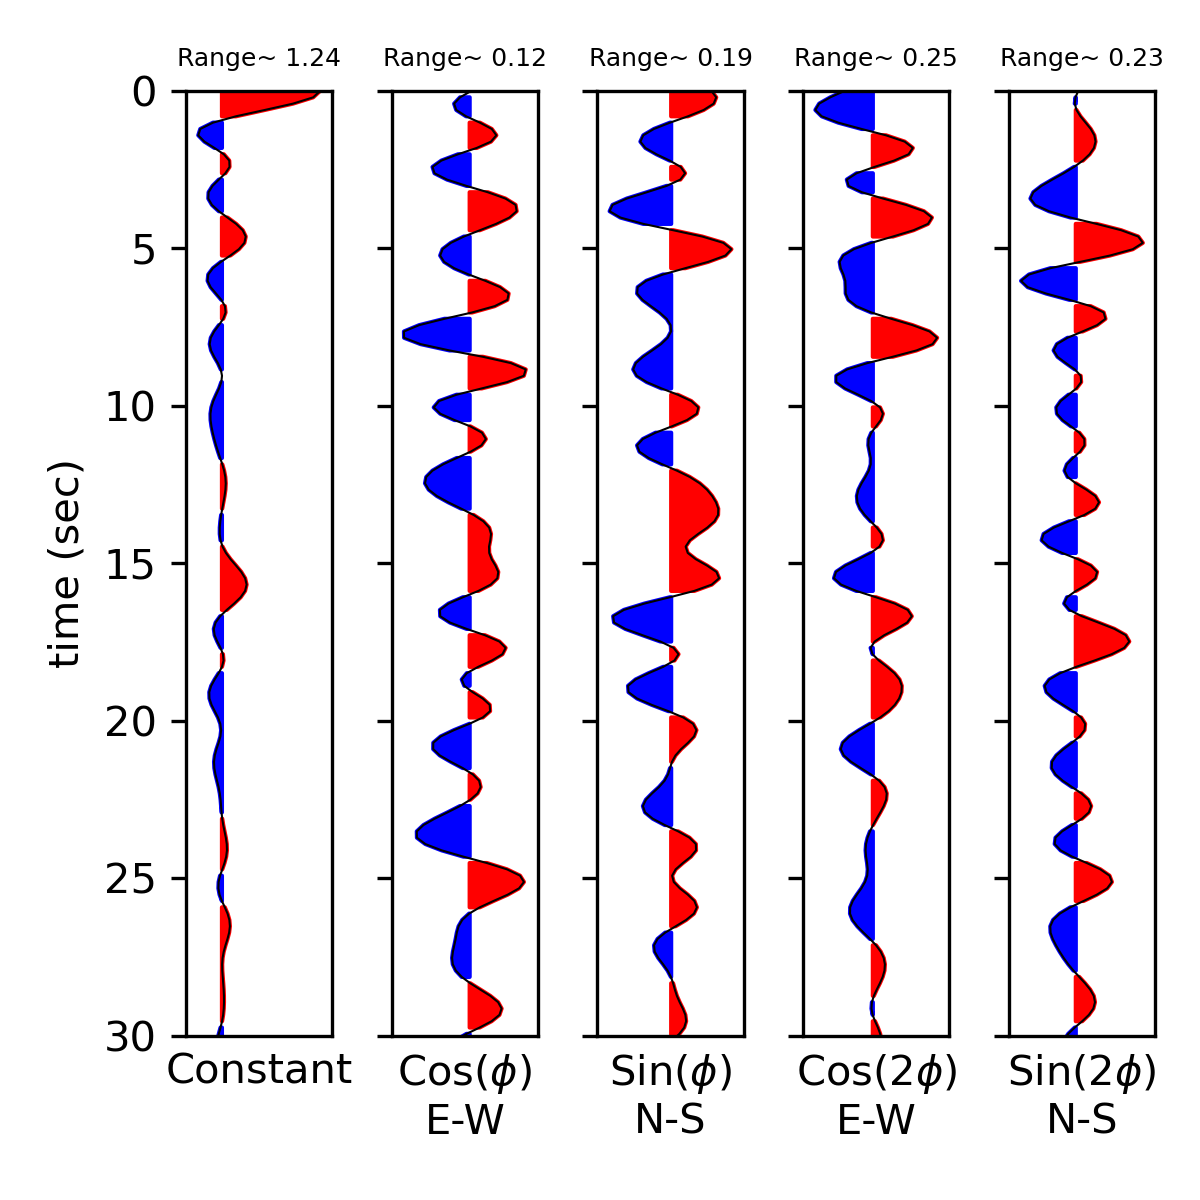 Range~ 1.24 Range~ 0.12 Range~ 0.19 Range~ 0.25 Range~ 0.23
0
5
10
15
20
25
30
time (sec)
Constant Cos(ϕ) Sin(ϕ) Cos(2ϕ) Sin(2ϕ)
E-W N-S E-W N-S